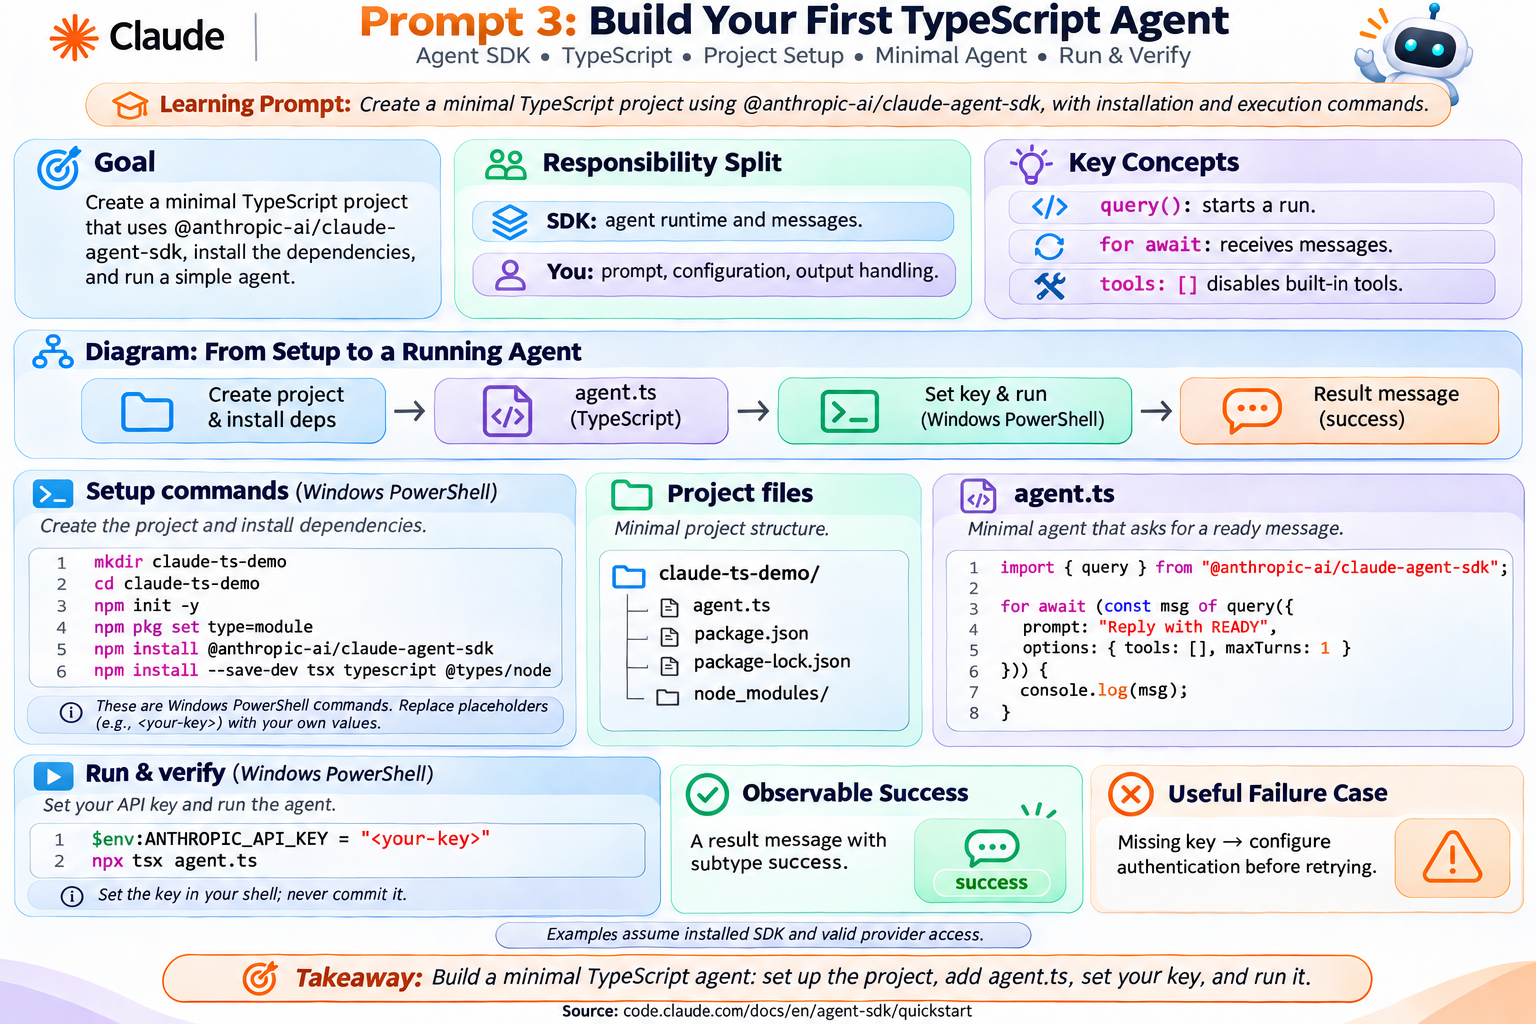 Claude
Prompt 3: Build Your First TypeScript Agent
Agent SDK • TypeScript • Project Setup • Minimal Agent • Run & Verify
Learning Prompt: Create a minimal TypeScript project using @anthropic-ai/claude-agent-sdk, with installation and execution commands.
Goal
Create a minimal TypeScript project
that uses @anthropic-ai/claude-
agent-sdk, install the dependencies,
and run a simple agent.
Responsibility Split
SDK: agent runtime and messages.
You: prompt, configuration, output handling.
Key Concepts
query(): starts a run.
for await: receives messages.
tools: [] disables built-in tools.
Diagram: From Setup to a Running Agent
Create project
& install deps
agent.ts
(TypeScript)
Set key & run
(Windows PowerShell)
Result message
(success)
Setup commands (Windows PowerShell)
Create the project and install dependencies.
1 mkdir claude-ts-demo
2 cd claude-ts-demo
3 npm init -y
4 npm pkg set type=module
5 npm install @anthropic-ai/claude-agent-sdk
6 npm install --save-dev tsx typescript @types/node
These are Windows PowerShell commands. Replace placeholders
(e.g., <your-key>) with your own values.
Project files
Minimal project structure.
claude-ts-demo/
agent.ts
package.json
package-lock.json
node_modules/
agent.ts
Minimal agent that asks for a ready message.
1 import { query } from "@anthropic-ai/claude-agent-sdk";
2
3 for await (const msg of query({
4 prompt: "Reply with READY",
5 options: { tools: [], maxTurns: 1 }
6 })) {
7 console.log(msg);
8 }
Run & verify (Windows PowerShell)
Set your API key and run the agent.
1 $env:ANTHROPIC_API_KEY = "<your-key>"
2 npx tsx agent.ts
Set the key in your shell; never commit it.
Observable Success
A result message with
subtype success.
success
Useful Failure Case
Missing key → configure
authentication before retrying.
Examples assume installed SDK and valid provider access.
Takeaway: Build a minimal TypeScript agent: set up the project, add agent.ts, set your key, and run it.
Source: code.claude.com/docs/en/agent-sdk/quickstart